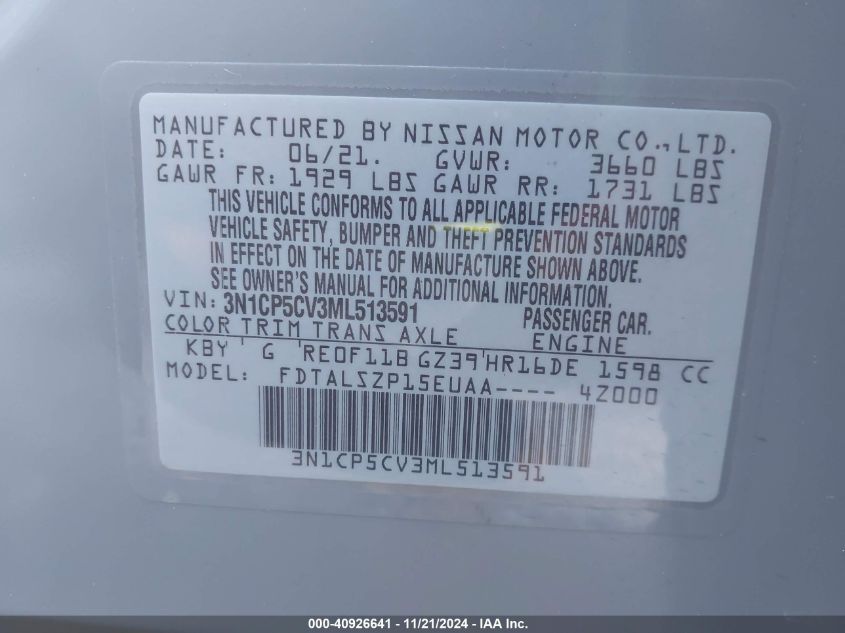 MANUFACTURED BY NISSAN MOTOR CO.,LTD.
DATE: 06/21. GVWR: 3660 LBS
GAWR FR: 1929 LBS GAWR RR: 1731 LBS
THIS VEHICLE CONFORMS TO ALL APPLICABLE FEDERAL MOTOR
VEHICLE SAFETY, BUMPER AND THEFT PREVENTION STANDARDS
IN EFFECT ON THE DATE OF MANUFACTURE SHOWN ABOVE.
SEE OWNER'S MANUAL FOR ADDITIONAL INFORMATION.
VIN: 3N1CP5CV3ML513591 PASSENGER CAR.
COLOR TRIM TRANS AXLE ENGINE
KBY G RE0F11B GZ39 HR16DE 1598 CC
MODEL: FDTALSZP15EUAA---- 4Z000
3N1CP5CV3ML513591
000-40926641 - 11/21/2024 - IAA, Inc.